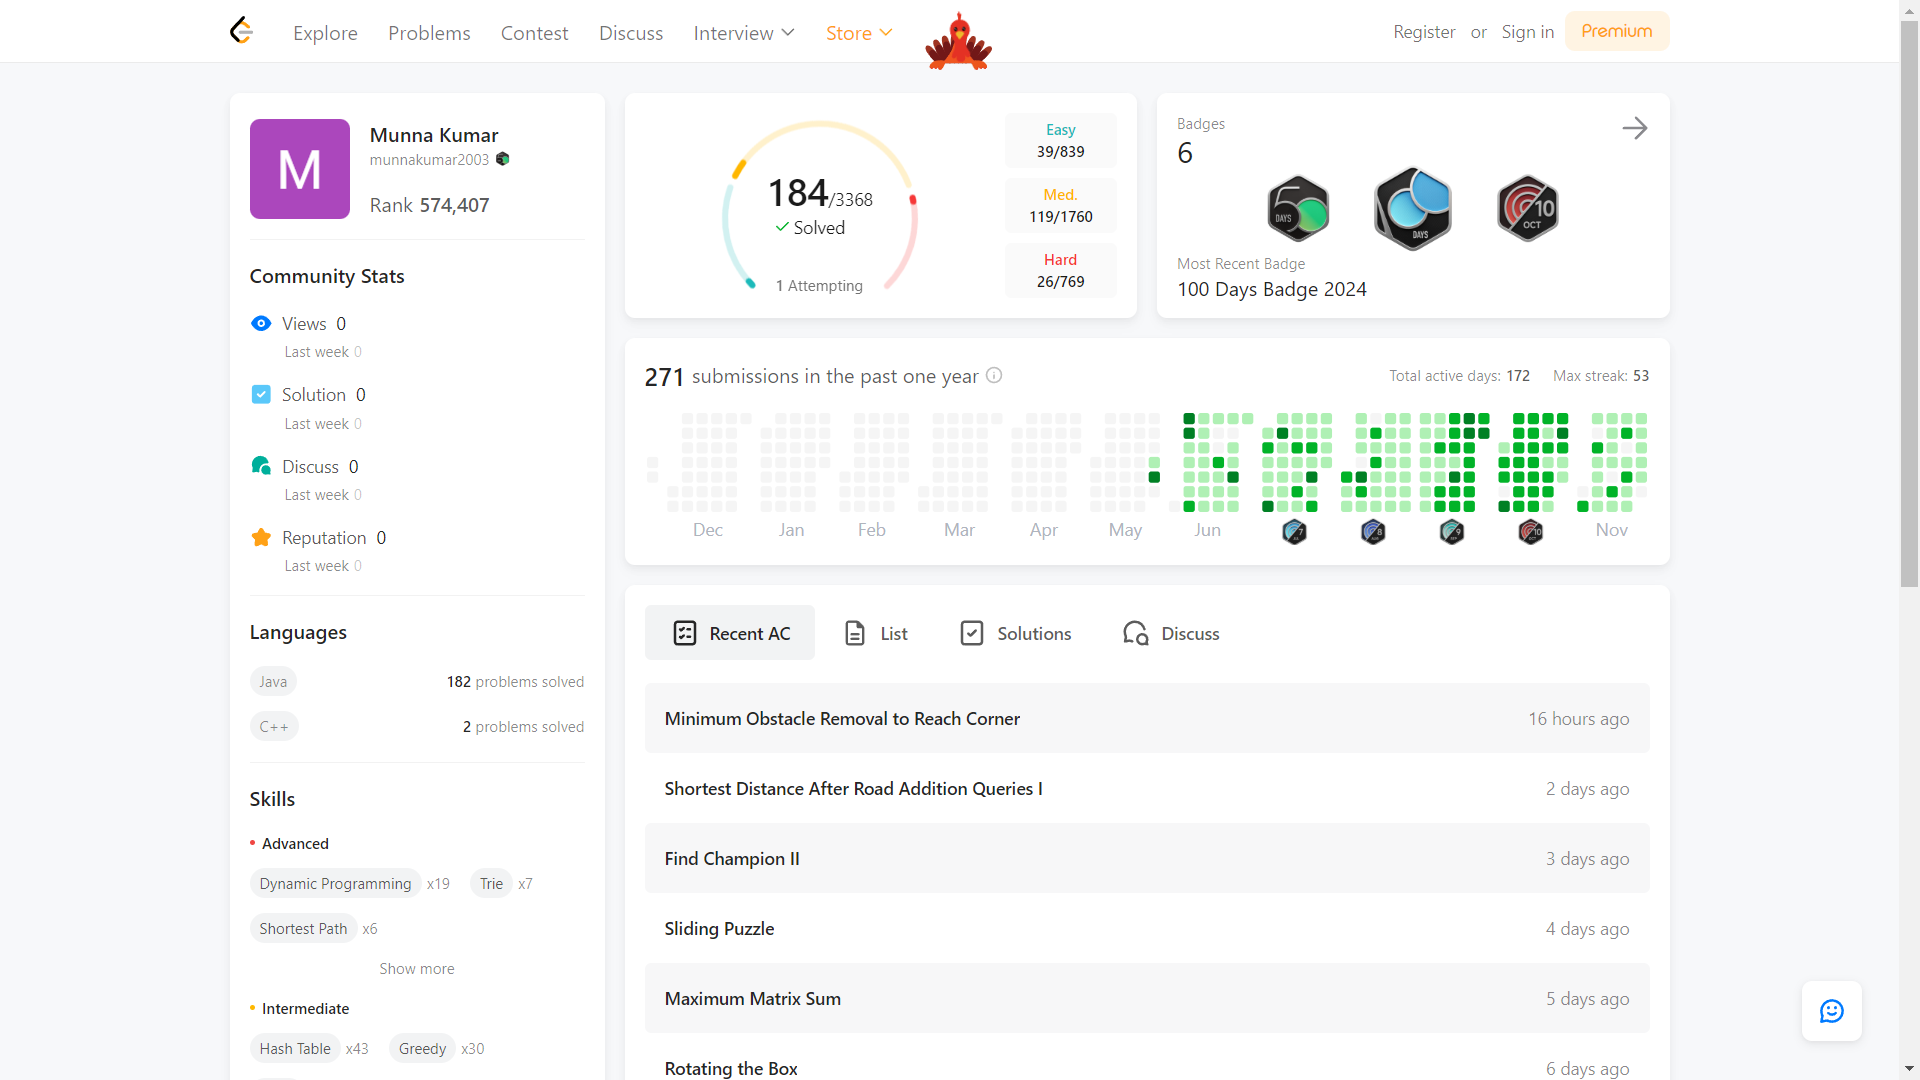 Explore Problems Contest Discuss Interview Store Register or Sign in Premium
M
Munna Kumar
munnakumar2003
Rank 574,407
Community Stats
Views 0
Last week 0
Solution 0
Last week 0
Discuss 0
Last week 0
Reputation 0
Last week 0
Languages
Java 182 problems solved
C++ 2 problems solved
Skills
Advanced
Dynamic Programming x19 Trie x7
Shortest Path x6
Show more
Intermediate
Hash Table x43 Greedy x30
184/3368
Solved
1 Attempting
Easy
39/839
Med.
119/1760
Hard
26/769
Badges
6
50 DAYS
100 DAYS
10 OCT
Most Recent Badge
100 Days Badge 2024
271 submissions in the past one year Total active days: 172 Max streak: 53
Dec Jan Feb Mar Apr May Jun Nov
Recent AC List Solutions Discuss
Minimum Obstacle Removal to Reach Corner 16 hours ago
Shortest Distance After Road Addition Queries I 2 days ago
Find Champion II 3 days ago
Sliding Puzzle 4 days ago
Maximum Matrix Sum 5 days ago
Rotating the Box 6 days ago